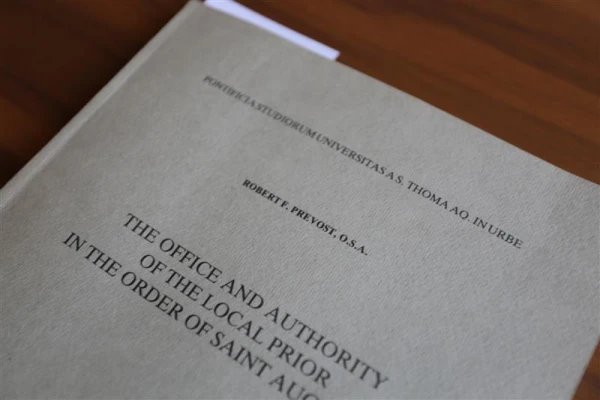 PONTIFICIA STUDIORUM UNIVERSITAS A S. THOMA AQ. IN URBE
ROBERT F. PREVOST, O.S.A.
THE OFFICE AND AUTHORITY
OF THE LOCAL PRIOR
IN THE ORDER OF SAINT AUG